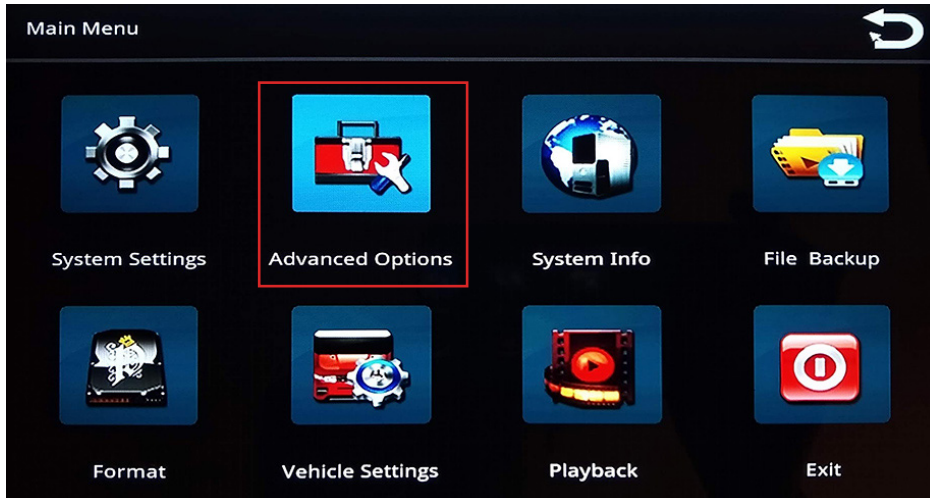 Main Menu
System Settings
Advanced Options
System Info
File Backup
Format
Vehicle Settings
Playback
Exit